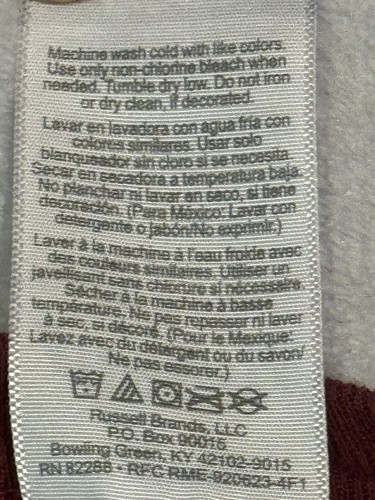 Machine wash cold with like colors.
Use only non-chlorine bleach when
needed. Tumble dry low. Do not iron
or dry clean, if decorated.
Lavar en lavadora con agua fría con
colores similares. Usar solo
blanqueador sin cloro si se necesita.
Secar en secadora a temperatura baja.
No planchar ni lavar en seco, si tiene
decoración. (Para México: Lavar con
detergente o jabón/No exprimir.)
Laver à la machine à l'eau froide avec
des couleurs similaires. Utiliser un
javellisant sans chlorure si nécessaire.
Sécher à la machine à basse
température. Ne pas repasser ni laver
à sec, si décoré. (Pour le Mexique:
Lavez avec du détergent ou du savon/
Ne pas essorer.)
Russell Brands, LLC
P.O. Box 90015
Bowling Green, KY 42102-9015
RN 82288 • RFC RME-920623-4F1